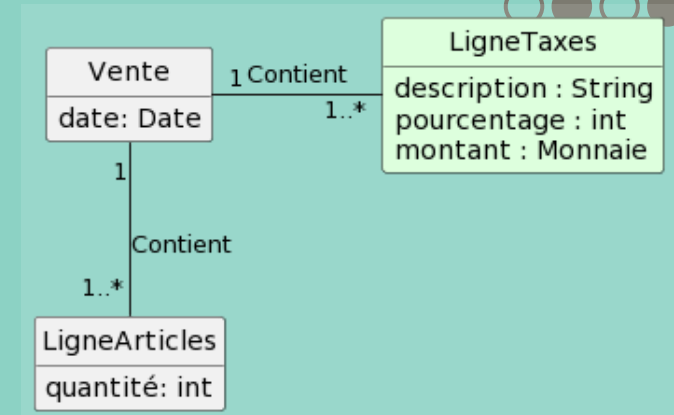 Vente
date: Date
1 Contient
1..*
LigneTaxes
description : String
pourcentage : int
montant : Monnaie
1
Contient
1..*
LigneArticles
quantité: int